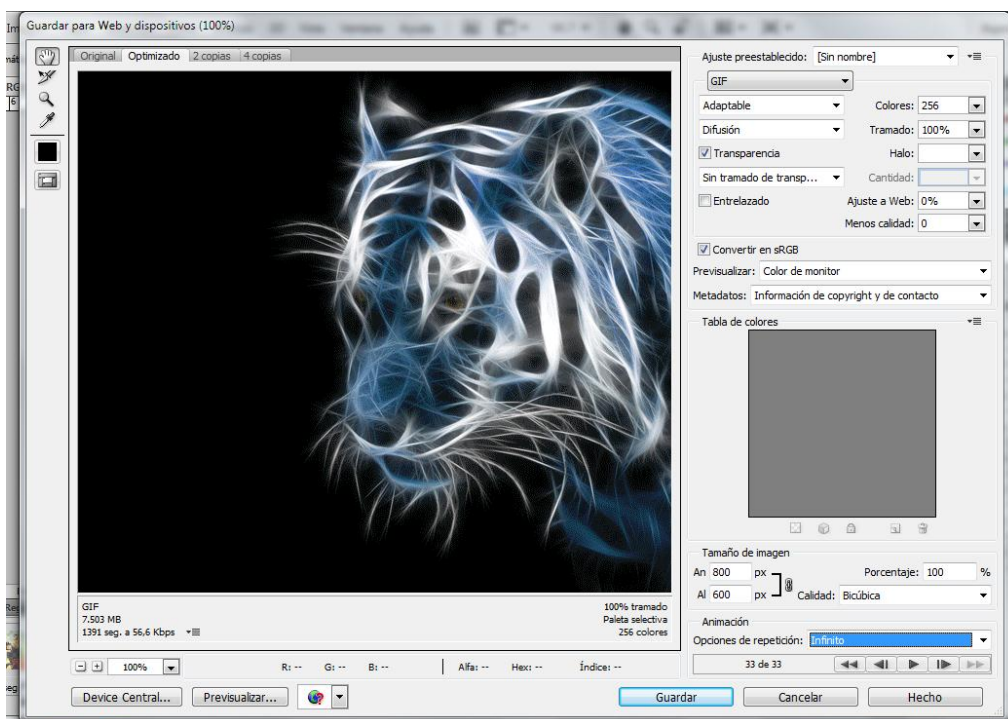 Guardar para Web y dispositivos (100%)
Original Optimizado 2 copias 4 copias
Ajuste preestablecido: [Sin nombre]
GIF
Adaptable Colores: 256
Difusión Tramado: 100%
Transparencia Halo:
Sin tramado de transp... Cantidad:
Entrelazado Ajuste a Web: 0%
Menos calidad: 0
Convertir en sRGB
Previsualizar: Color de monitor
Metadatos: Información de copyright y de contacto
Tabla de colores
Tamaño de imagen
An 800 px Porcentaje: 100 %
Al 600 px Calidad: Bicúbica
Animación
Opciones de repetición: Infinito
33 de 33
GIF 100% tramado
7.503 MB Paleta selectiva
1391 seg. a 56,6 Kbps 256 colores
100% R: -- G: -- B: -- Alfa: -- Hex: -- Índice: --
Device Central... Previsualizar... Guardar Cancelar Hecho